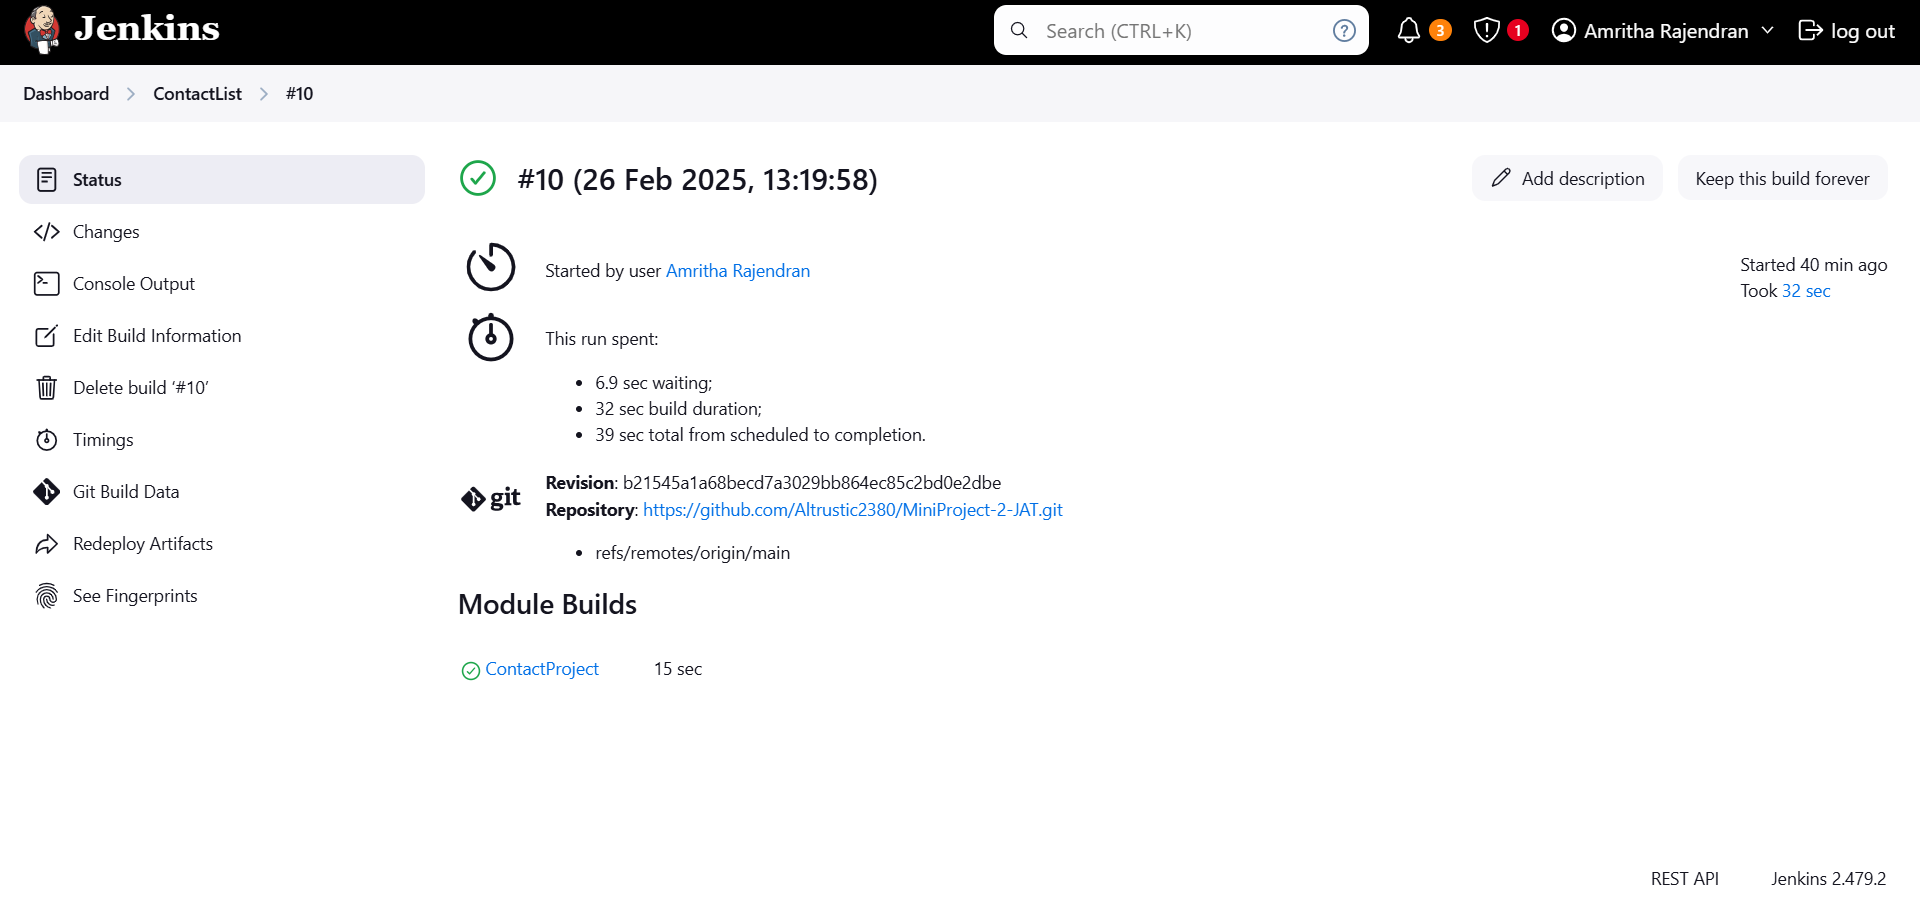 Jenkins
Search (CTRL+K)
?
3
1
Amritha Rajendran
log out
Dashboard
ContactList
#10
Status
Changes
Console Output
Edit Build Information
Delete build ‘#10’
Timings
Git Build Data
Redeploy Artifacts
See Fingerprints
#10 (26 Feb 2025, 13:19:58)
Add description
Keep this build forever
Started by user Amritha Rajendran
Started 40 min ago
Took 32 sec
This run spent:
• 6.9 sec waiting;
• 32 sec build duration;
• 39 sec total from scheduled to completion.
git
Revision: b21545a1a68becd7a3029bb864ec85c2bd0e2dbe
Repository: https://github.com/Altrustic2380/MiniProject-2-JAT.git
• refs/remotes/origin/main
Module Builds
ContactProject 15 sec
REST API
Jenkins 2.479.2